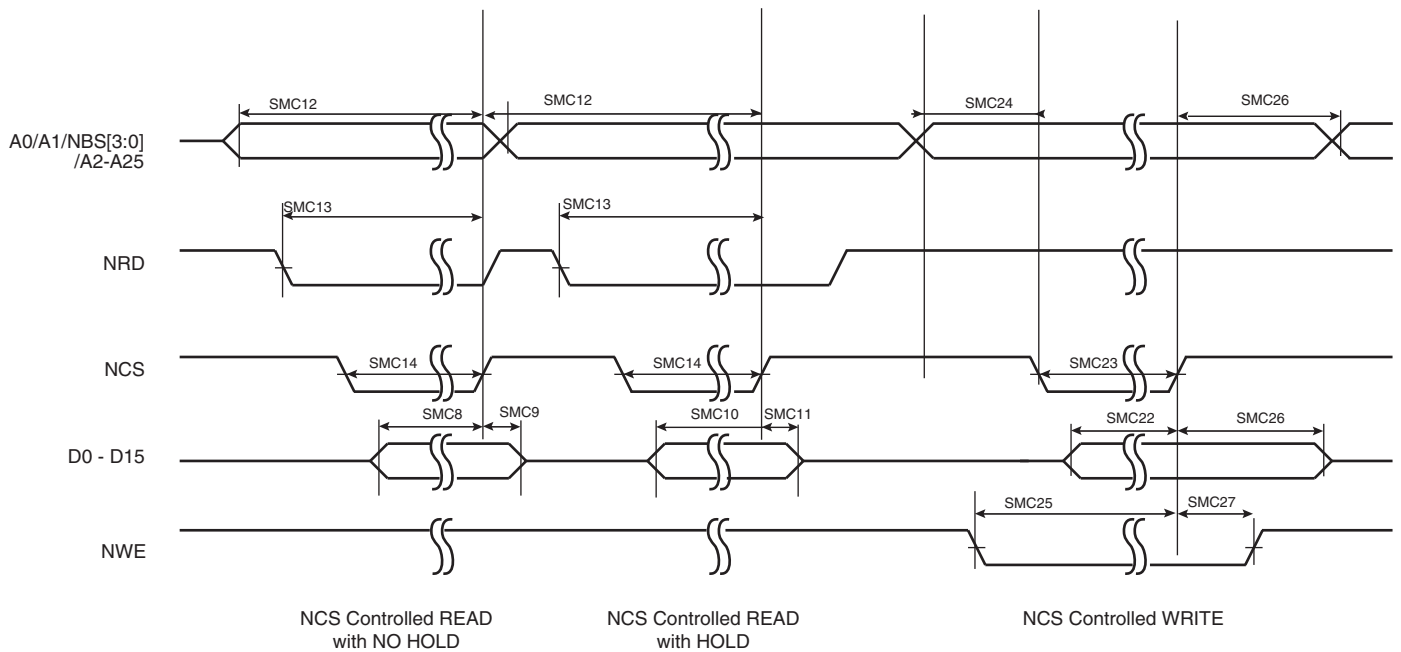 SMC12
SMC12
SMC24
SMC26
A0/A1/NBS[3:0]
/A2-A25
SMC13
SMC13
NRD
NCS
SMC14
SMC14
SMC23
SMC8
SMC9
SMC10
SMC11
SMC22
SMC26
D0 - D15
SMC25
SMC27
NWE
NCS Controlled READ
with NO HOLD
NCS Controlled READ
with HOLD
NCS Controlled WRITE